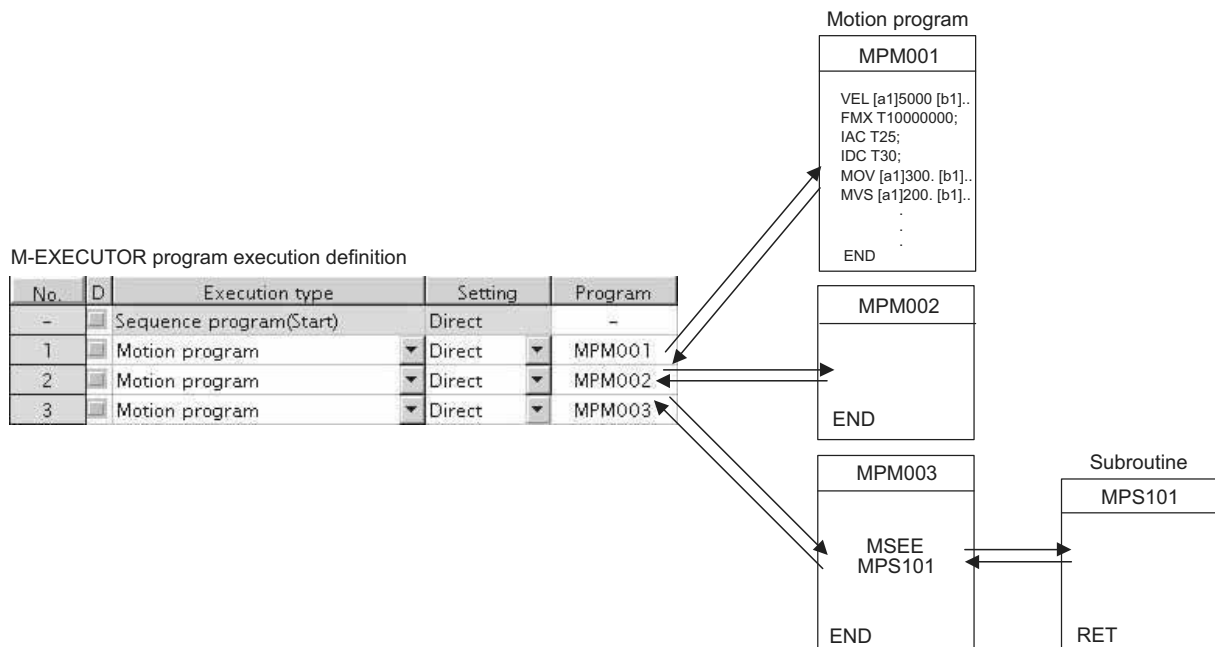 Motion program
MPM001
VEL [a1]5000 [b1]..
FMX T10000000;
IAC T25;
IDC T30;
MOV [a1]300. [b1]..
MVS [a1]200. [b1]..
.
.
.
END
M-EXECUTOR program execution definition
No. D Execution type Setting Program
- Sequence program(Start) Direct -
1 Motion program Direct MPM001
2 Motion program Direct MPM002
3 Motion program Direct MPM003
MPM002
END
MPM003
MSEE
MPS101
END
Subroutine
MPS101
RET